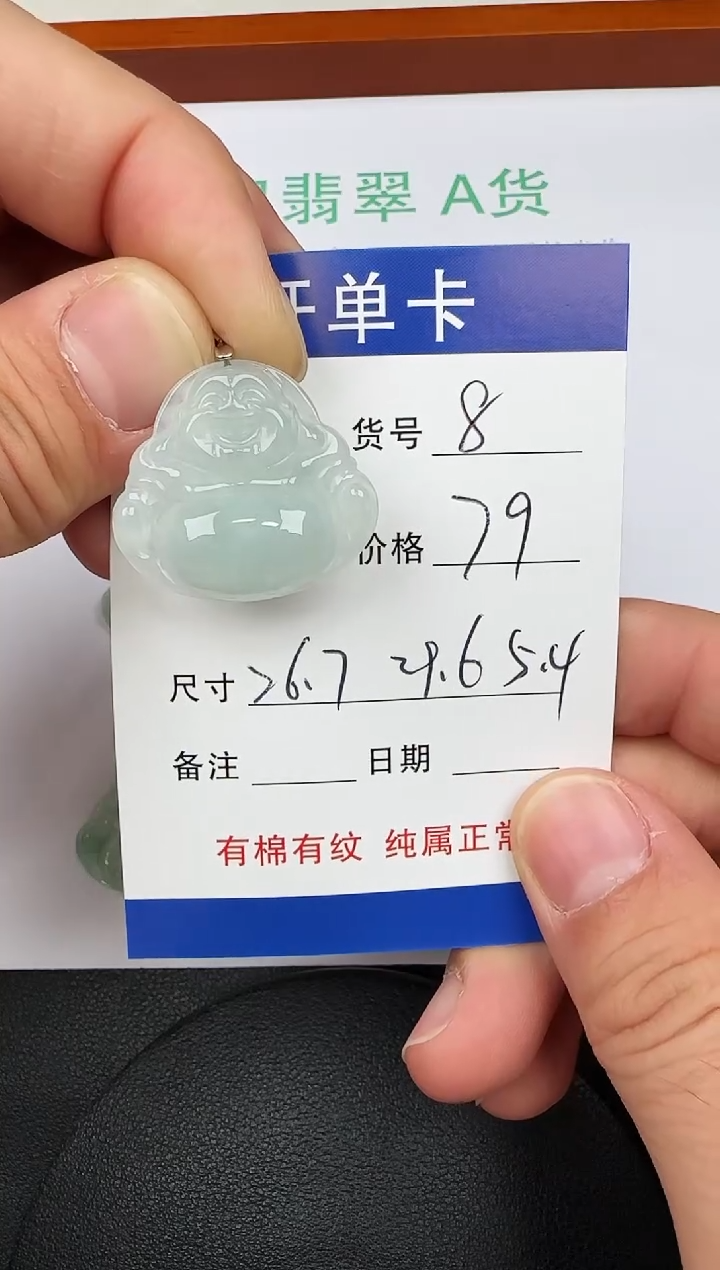 翡翠 A货
开单卡
货号 8
价格 79
尺寸 26.7 29.6 5.4
备注 日期
有棉有纹 纯属正常